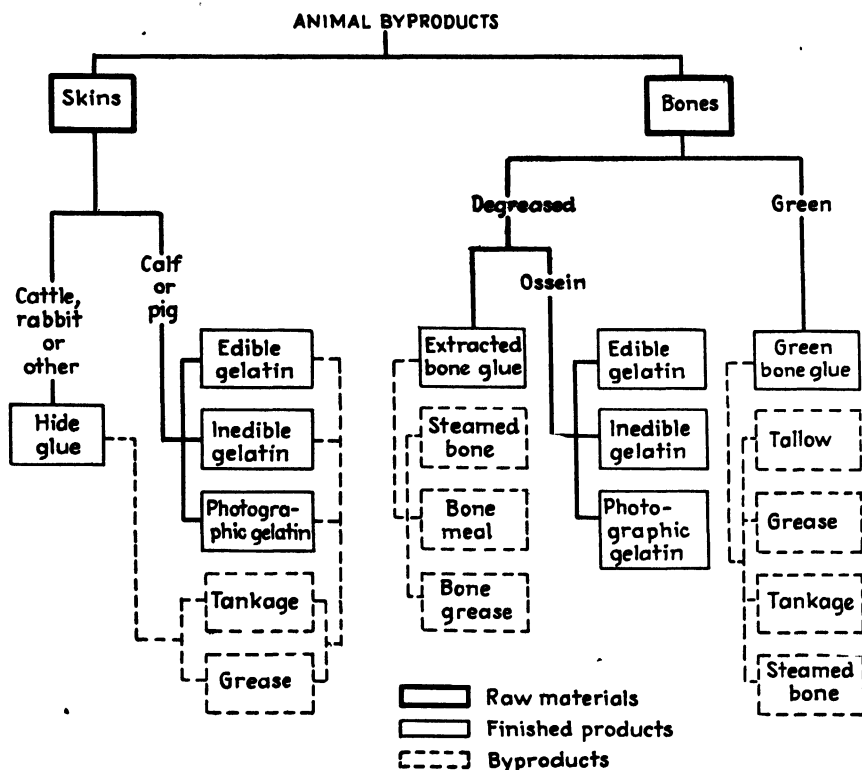 ANIMAL BYPRODUCTS
Skins
Bones
Degreased
Green
Calf
or
pig
Ossein
Cattle,
rabbit
or
other
Edible
gelatin
Extracted
bone glue
Edible
gelatin
Green
bone glue
Hide
glue
Inedible
gelatin
Steamed
bone
Inedible
gelatin
Tallow
Photogra-
phic gelatin
Bone
meal
Photo-
graphic
gelatin
Grease
Tankage
Bone
grease
Tankage
Grease
Steamed
bone
Raw materials
Finished products
Byproducts